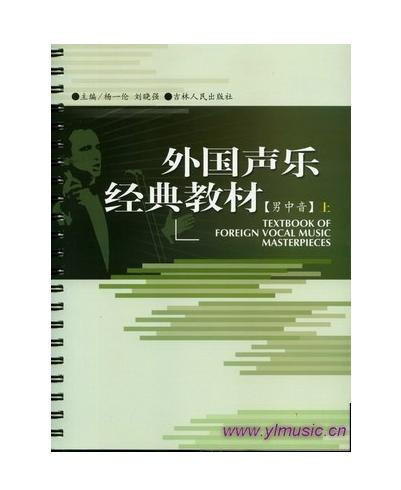 ●主编/杨一伦 刘晓强 ●吉林人民出版社
外国声乐
经典教材【男中音】上
TEXTBOOK OF
FOREIGN VOCAL MUSIC
MASTERPIECES
www.ylmusic.cn